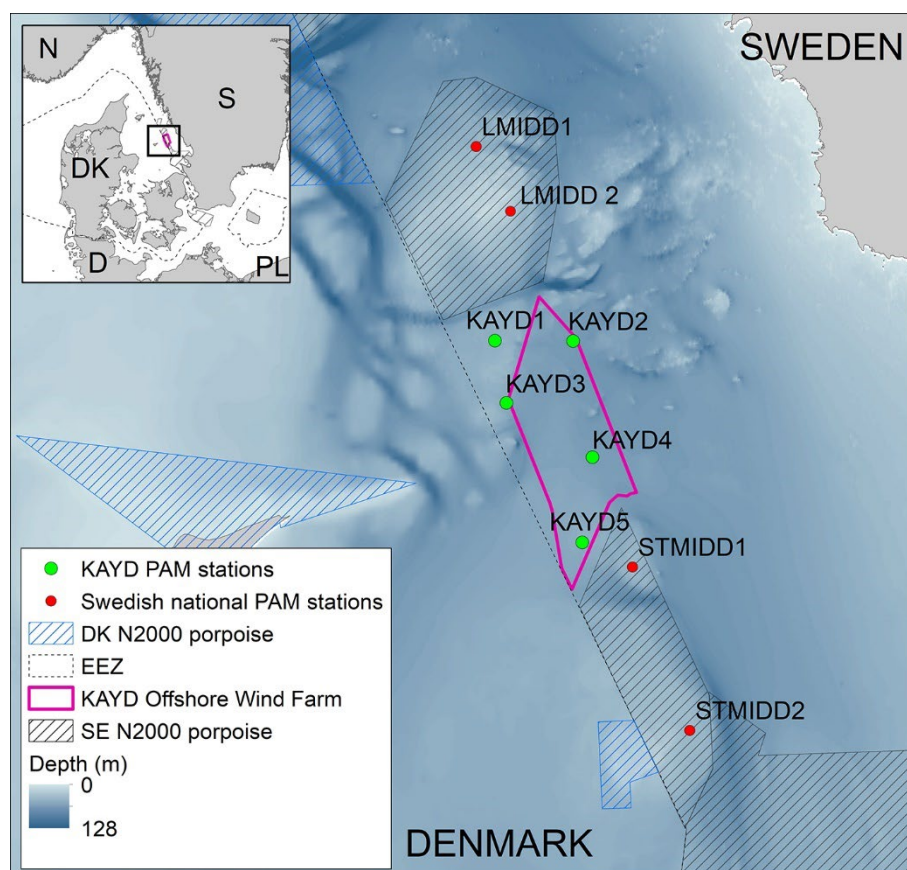 SWEDEN
N
S
DK
D
PL
LMIDD1
LMIDD 2
KAYD1
KAYD2
KAYD3
KAYD4
KAYD5
STMIDD1
STMIDD2
DENMARK
KAYD PAM stations
Swedish national PAM stations
DK N2000 porpoise
EEZ
KAYD Offshore Wind Farm
SE N2000 porpoise
Depth (m)
0
128